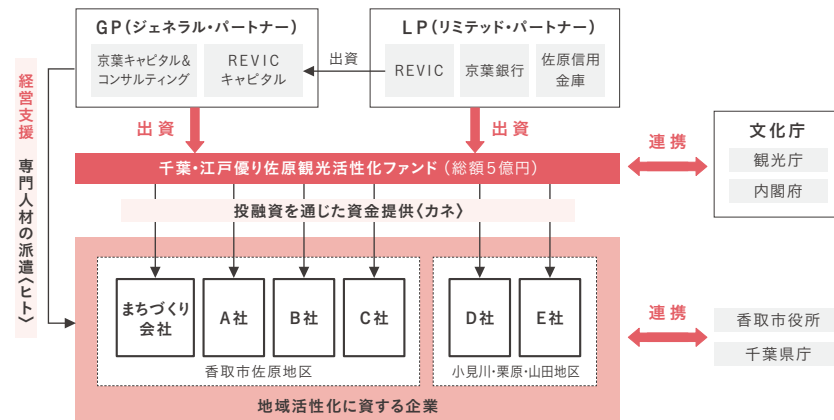 GP(ジェネラル・パートナー)
京葉キャピタル&
コンサルティング
REVIC
キャピタル
出資
LP(リミテッド・パートナー)
REVIC
京葉銀行
佐原信用
金庫
経営支援 専門人材の派遣〈ヒト〉
出資
出資
千葉・江戸優り佐原観光活性化ファンド(総額5億円)
連携
文化庁
観光庁
内閣府
投融資を通じた資金提供〈カネ〉
まちづくり
会社
A社
B社
C社
香取市佐原地区
D社
E社
小見川・栗原・山田地区
地域活性化に資する企業
連携
香取市役所
千葉県庁